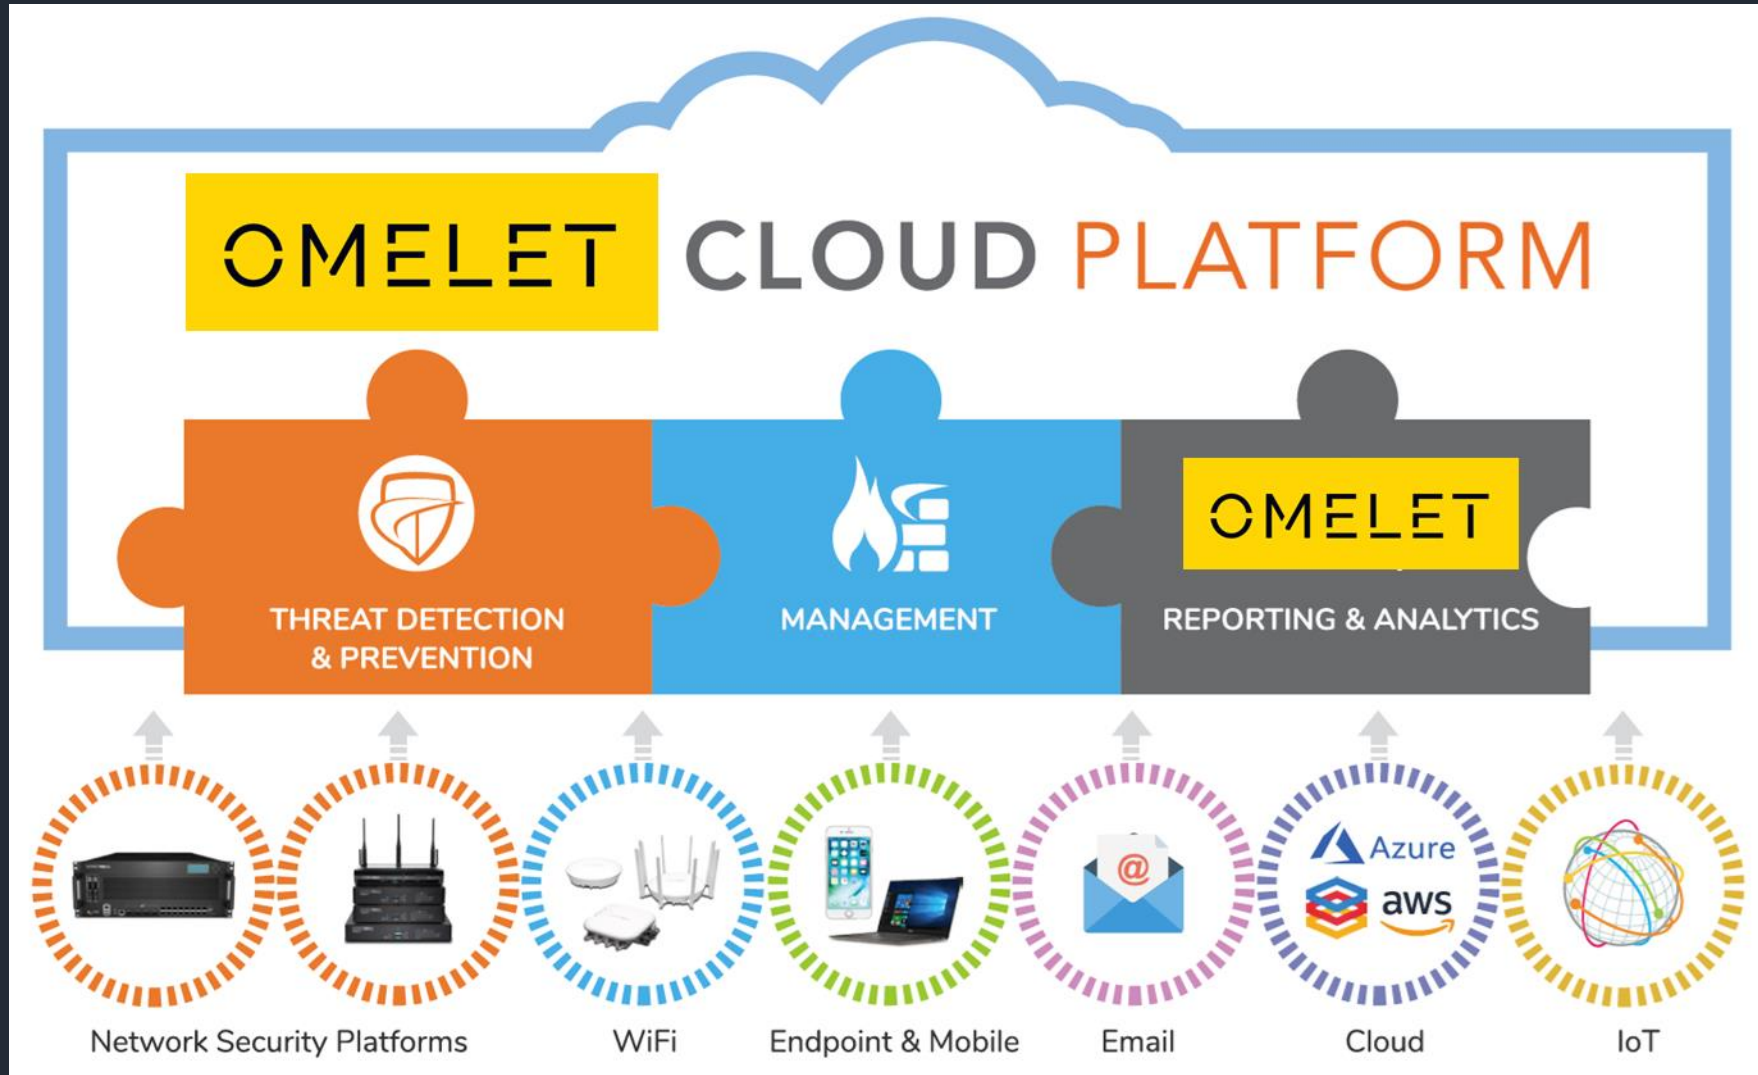 OMELET CLOUD PLATFORM
THREAT DETECTION
& PREVENTION
MANAGEMENT
OMELET
REPORTING & ANALYTICS
@
Azure
aws
Network Security Platforms
WiFi
Endpoint & Mobile
Email
Cloud
IoT